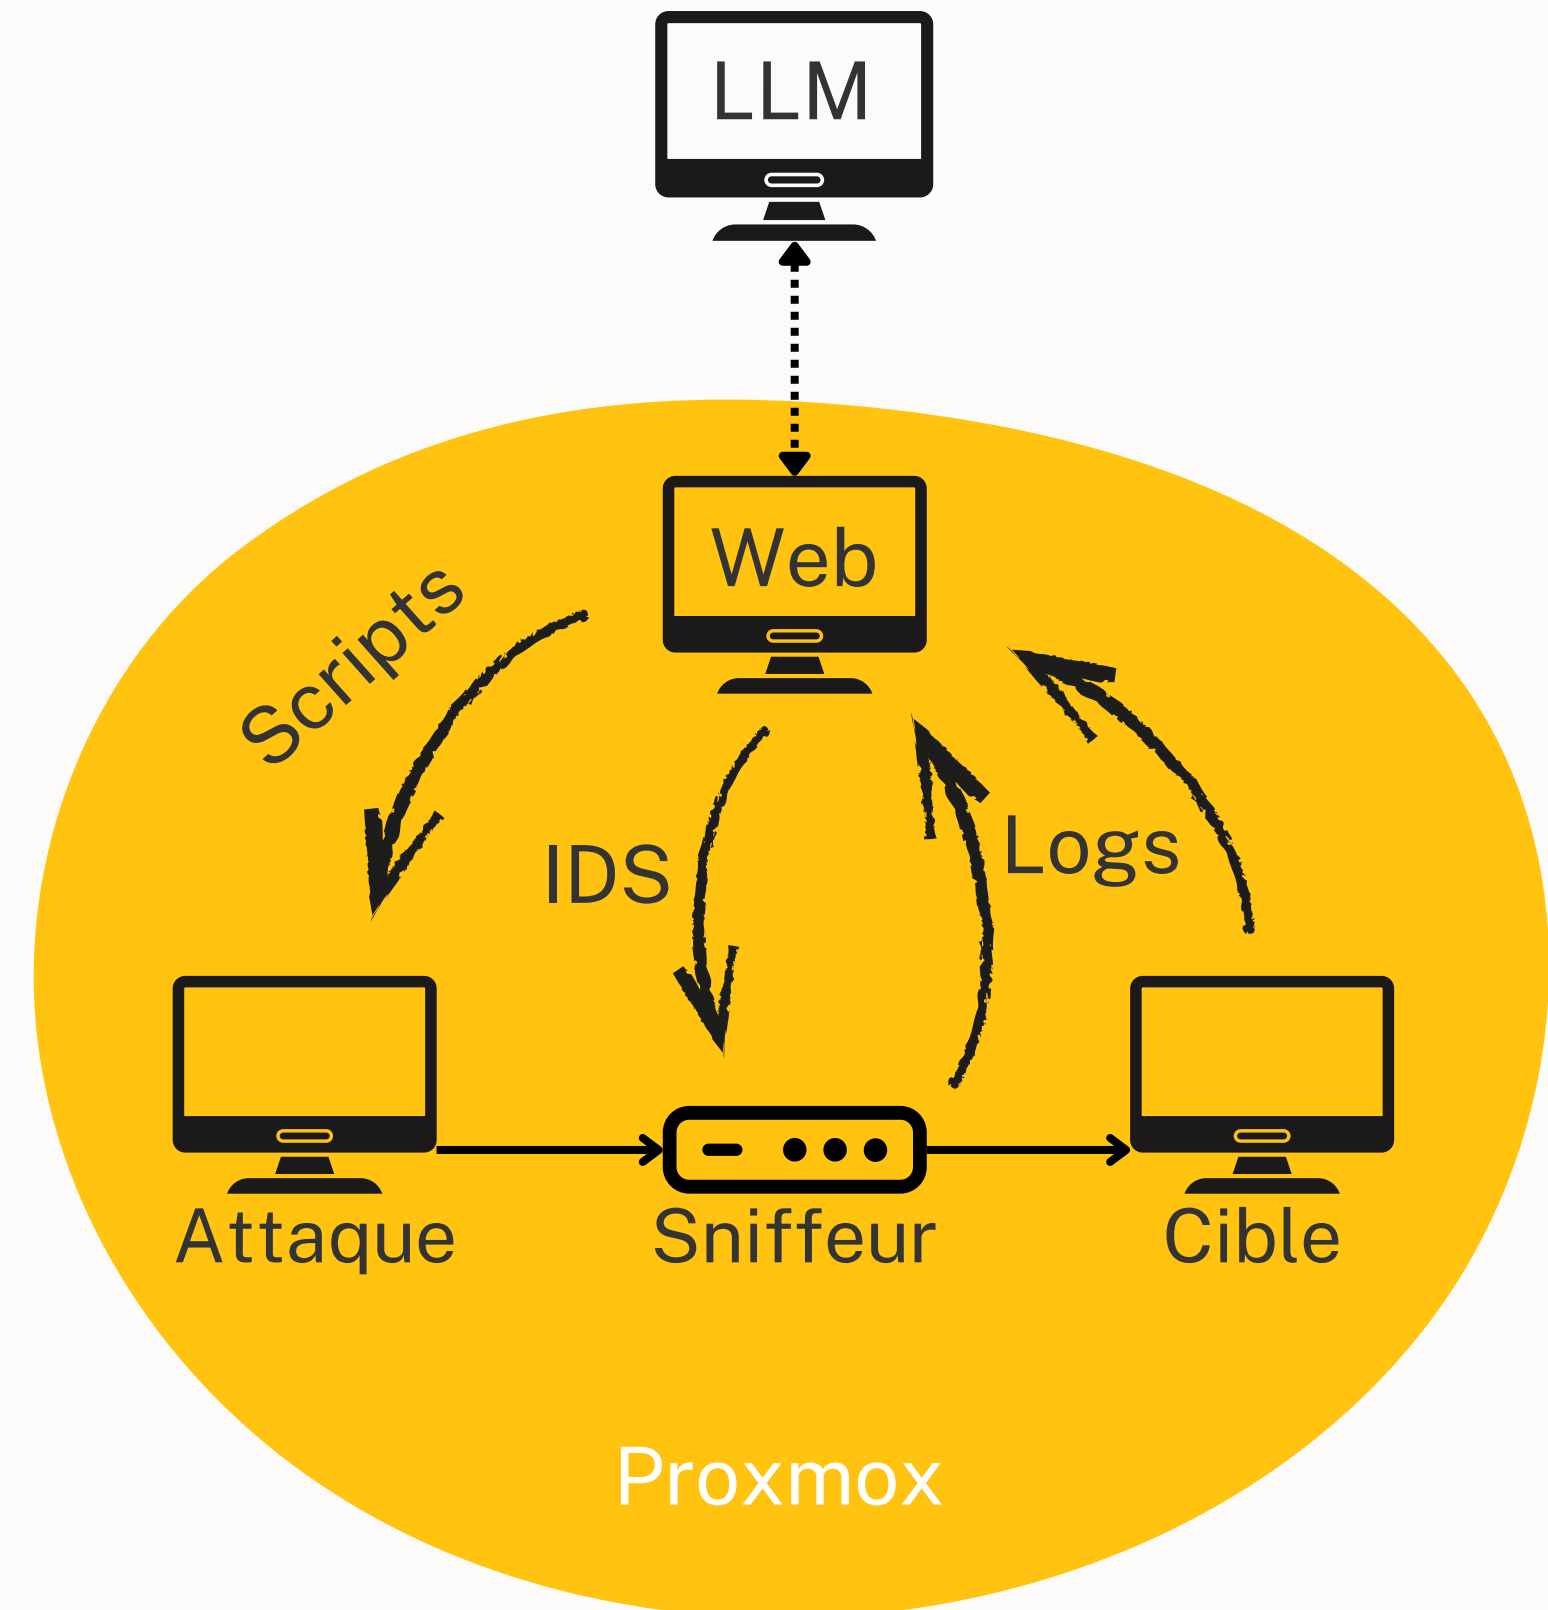 LLM
Web
Scripts
IDS
Logs
Attaque
Sniffeur
Cible
Proxmox